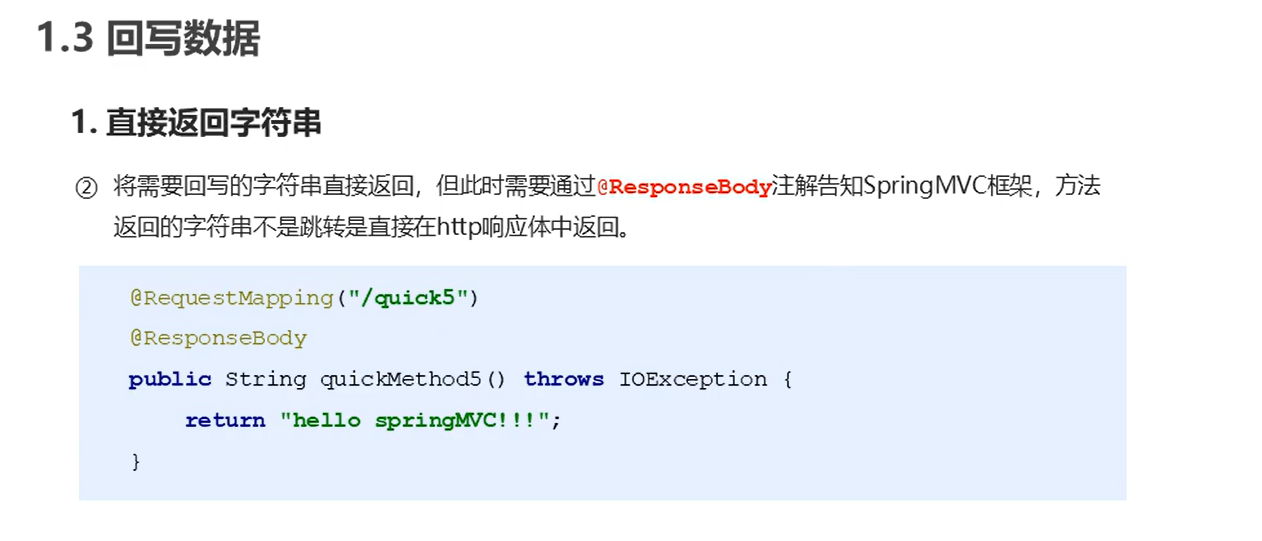 1.3 回写数据
1. 直接返回字符串
② 将需要回写的字符串直接返回，但此时需要通过@ResponseBody注解告知SpringMVC框架，方法
返回的字符串不是跳转是直接在http响应体中返回。
@RequestMapping("/quick5")
@ResponseBody
public String quickMethod5() throws IOException {
    return "hello springMVC!!!";
}